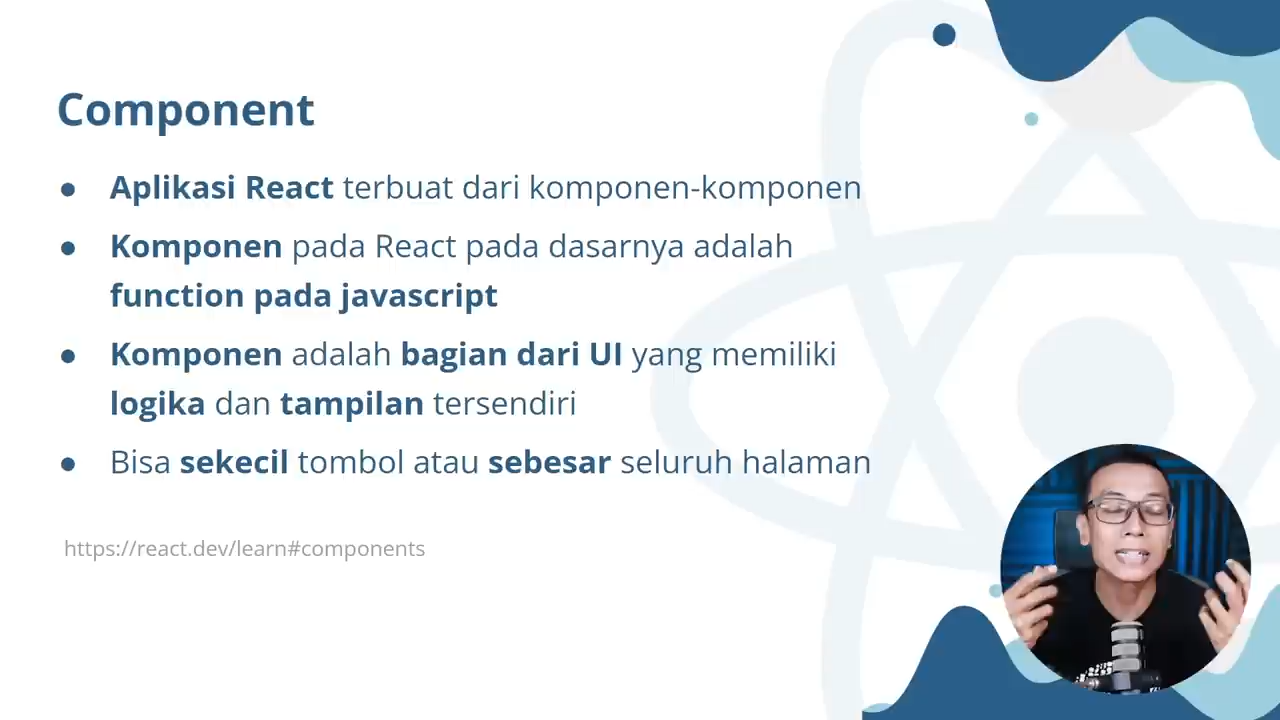 Component
● Aplikasi React terbuat dari komponen-komponen
● Komponen pada React pada dasarnya adalah
function pada javascript
● Komponen adalah bagian dari UI yang memiliki
logika dan tampilan tersendiri
● Bisa sekecil tombol atau sebesar seluruh halaman
https://react.dev/learn#components